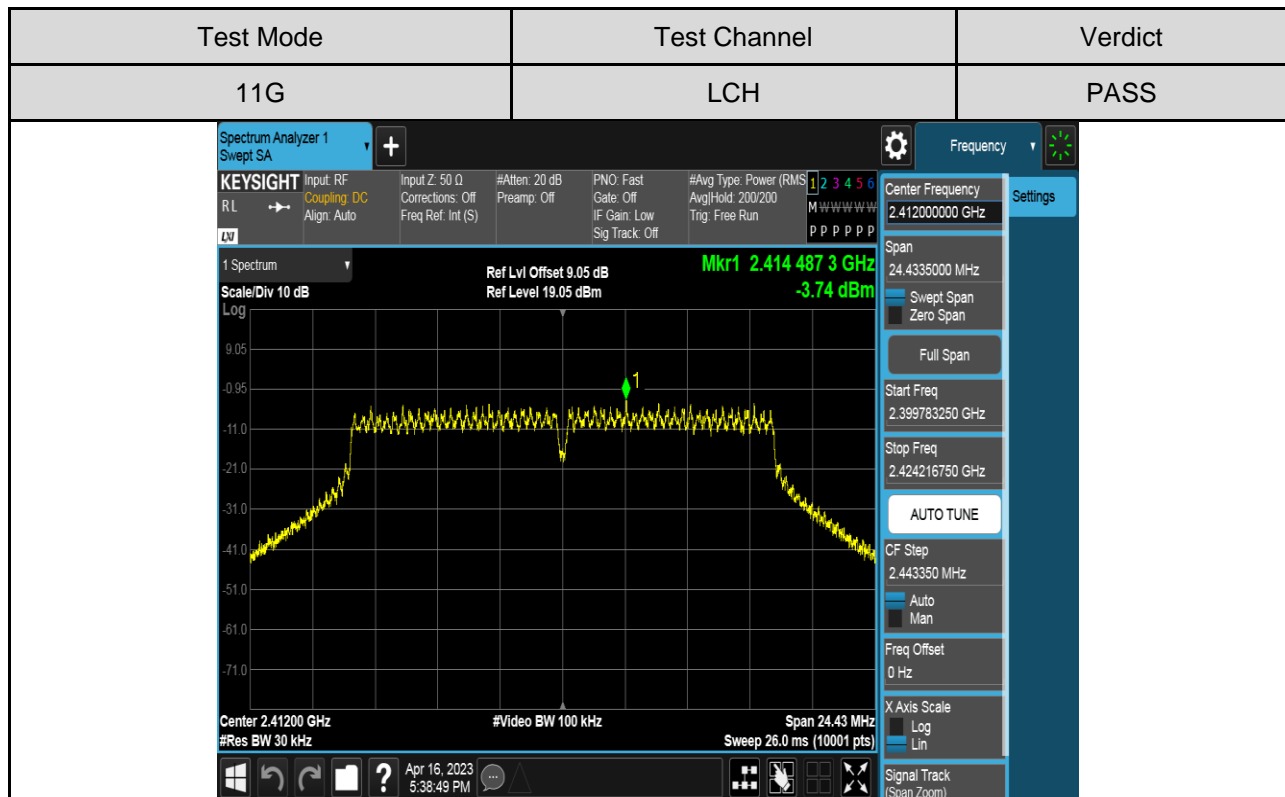 Test Mode Test Channel Verdict
11G LCH PASS
Spectrum Analyzer 1
Swept SA
+
Frequency
KEYSIGHT
RL
LXI
Input: RF
Coupling: DC
Align: Auto
Input Z: 50 Ω
Corrections: Off
Freq Ref: Int (S)
#Atten: 20 dB
Preamp: Off
PNO: Fast
Gate: Off
IF Gain: Low
Sig Track: Off
#Avg Type: Power (RMS
Avg|Hold: 200/200
Trig: Free Run
1 2 3 4 5 6
M W W W W W
P P P P P P
1 Spectrum
Scale/Div 10 dB
Log
Ref Lvl Offset 9.05 dB
Ref Level 19.05 dBm
Mkr1 2.414 487 3 GHz
-3.74 dBm
1
9.05
-0.95
-11.0
-21.0
-31.0
-41.0
-51.0
-61.0
-71.0
Center 2.41200 GHz
#Res BW 30 kHz
#Video BW 100 kHz
Span 24.43 MHz
Sweep 26.0 ms (10001 pts)
Center Frequency
2.412000000 GHz
Span
24.4335000 MHz
Swept Span
Zero Span
Full Span
Start Freq
2.399783250 GHz
Stop Freq
2.424216750 GHz
AUTO TUNE
CF Step
2.443350 MHz
Auto
Man
Freq Offset
0 Hz
X Axis Scale
Log
Lin
Signal Track
(Span Zoom)
Settings
?
Apr 16, 2023
5:38:49 PM